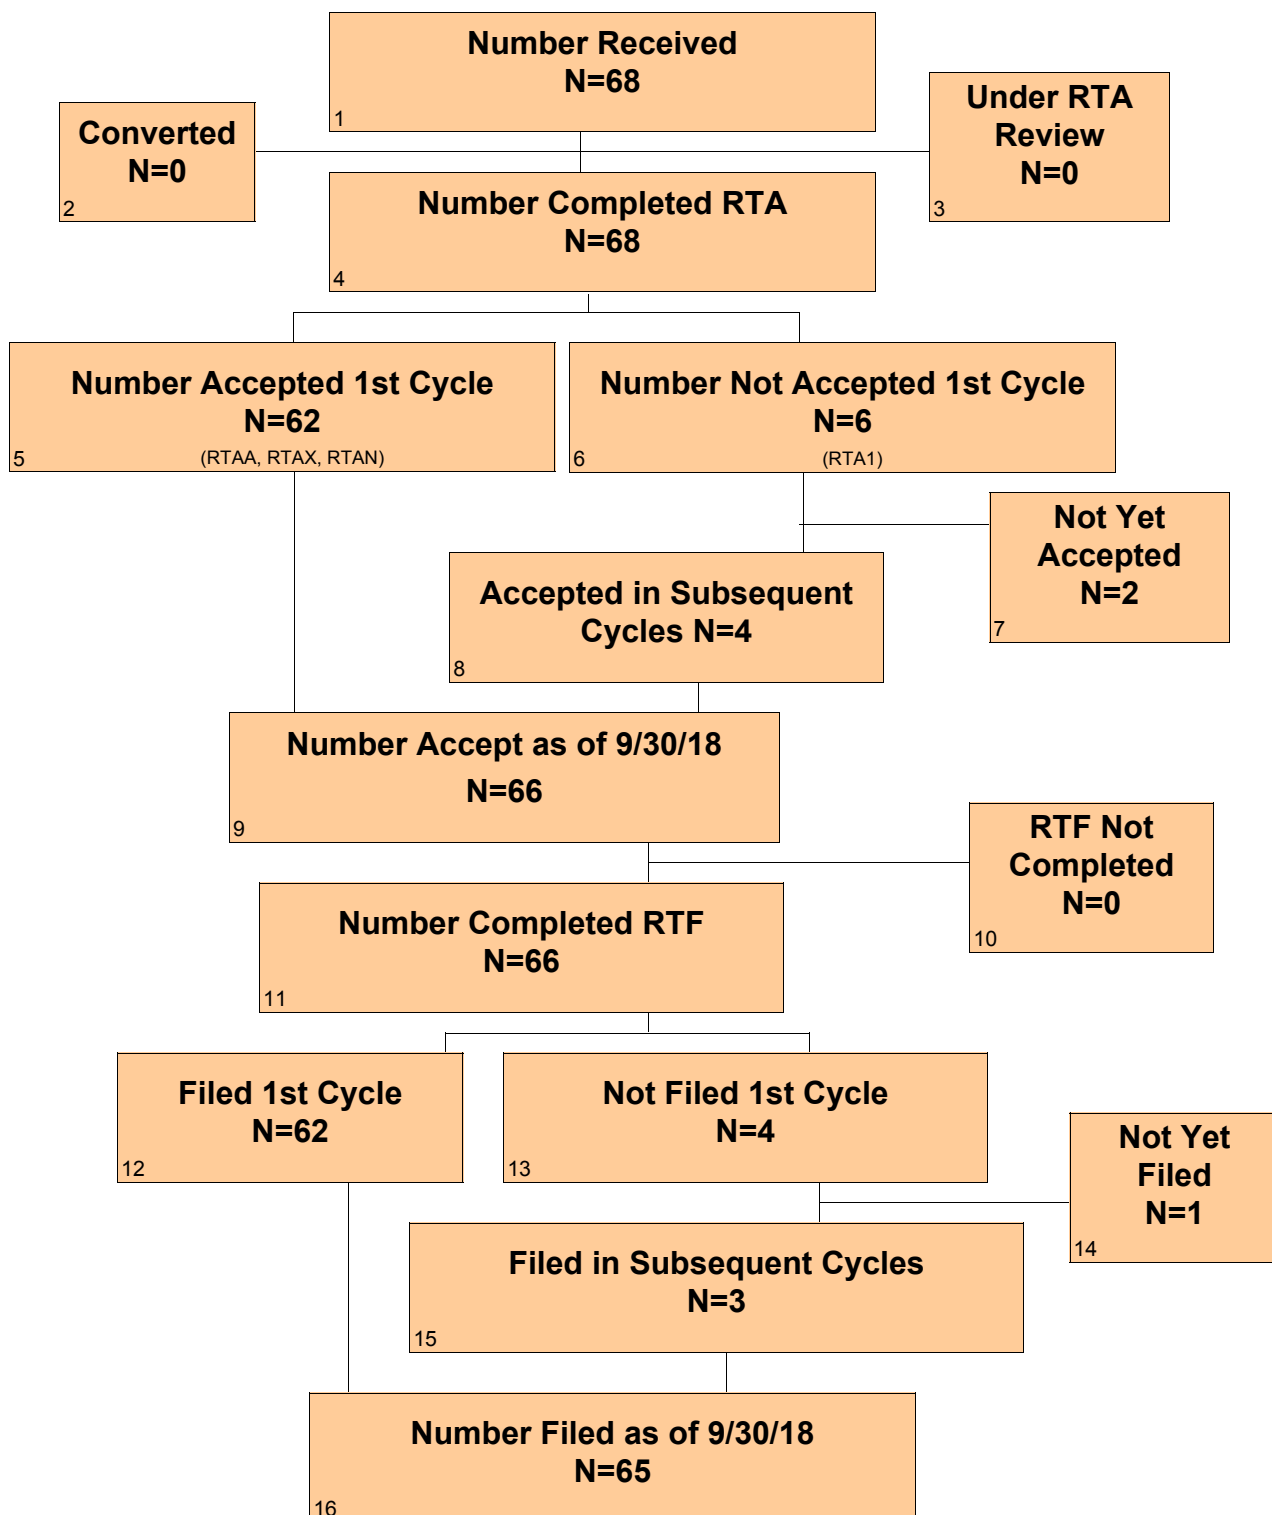 Number Received
N=68
1
Converted
N=0
2
Under RTA
Review
N=0
3
Number Completed RTA
N=68
4
Number Accepted 1st Cycle
N=62
(RTAA, RTAX, RTAN)
5
Number Not Accepted 1st Cycle
N=6
(RTA1)
6
Not Yet
Accepted
N=2
7
Accepted in Subsequent
Cycles N=4
8
Number Accept as of 9/30/18
N=66
9
RTF Not
Completed
N=0
10
Number Completed RTF
N=66
11
Filed 1st Cycle
N=62
12
Not Filed 1st Cycle
N=4
13
Not Yet
Filed
N=1
14
Filed in Subsequent Cycles
N=3
15
Number Filed as of 9/30/18
N=65
16